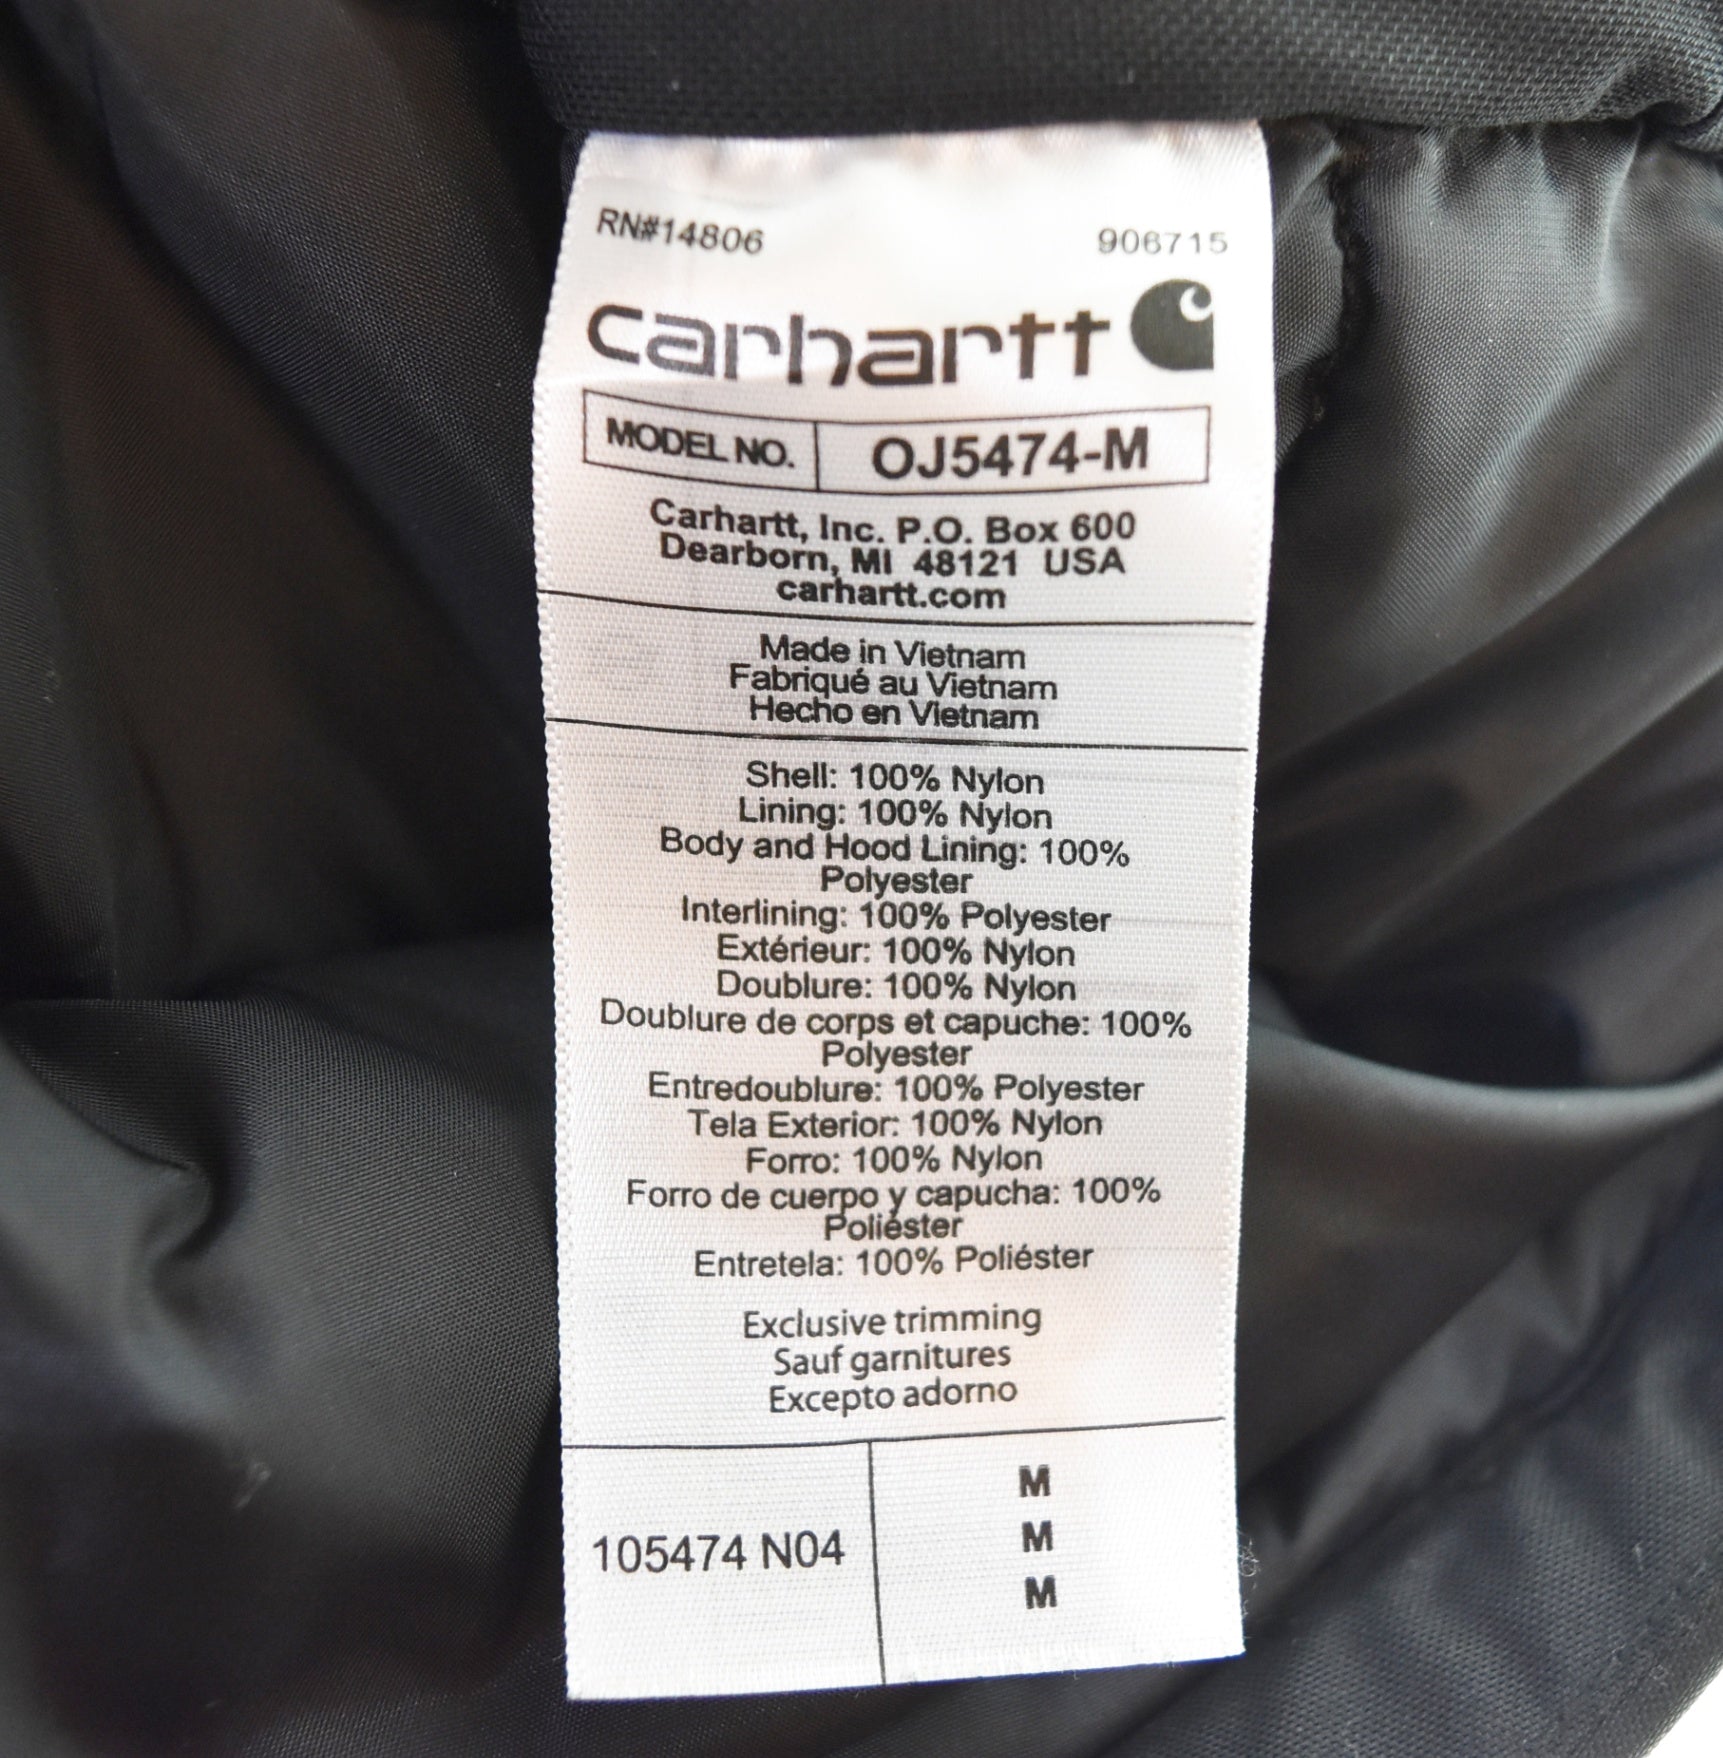 RN#14806 906715
carhartt
MODEL NO. OJ5474-M
Carhartt, Inc. P.O. Box 600
Dearborn, MI 48121 USA
carhartt.com
Made in Vietnam
Fabriqué au Vietnam
Hecho en Vietnam
Shell: 100% Nylon
Lining: 100% Nylon
Body and Hood Lining: 100%
Polyester
Interlining: 100% Polyester
Extérieur: 100% Nylon
Doublure: 100% Nylon
Doublure de corps et capuche: 100%
Polyester
Entredoublure: 100% Polyester
Tela Exterior: 100% Nylon
Forro: 100% Nylon
Forro de cuerpo y capucha: 100%
Poliéster
Entretela: 100% Poliéster
Exclusive trimming
Sauf garnitures
Excepto adorno
M
105474 N04 M
M